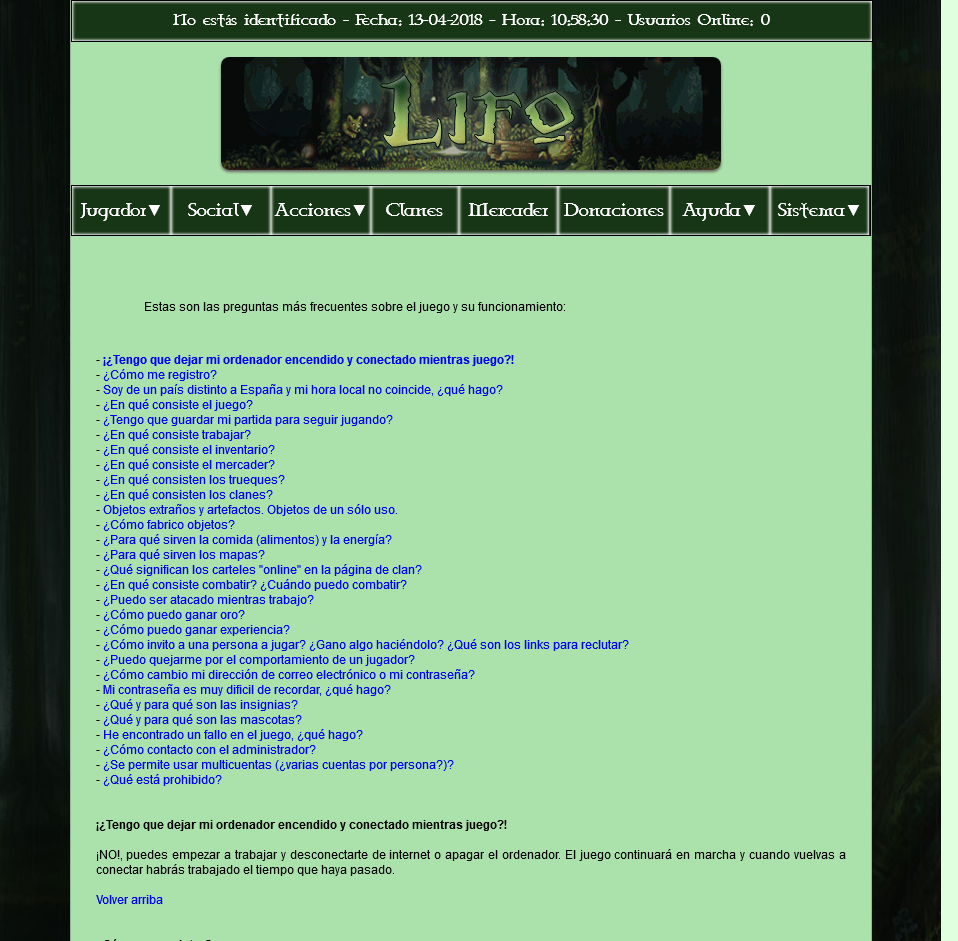 No estás identificado - Fecha: 13-04-2018 - Hora: 10:58:30 - Usuarios Online: 0
Lifo
Jugador▼ Social▼ Acciones▼ Clanes Mercader Donaciones Ayuda▼ Sistema▼
Estas son las preguntas más frecuentes sobre el juego y su funcionamiento:
- ¡¿Tengo que dejar mi ordenador encendido y conectado mientras juego?!
- ¿Cómo me registro?
- Soy de un país distinto a España y mi hora local no coincide, ¿qué hago?
- ¿En qué consiste el juego?
- ¿Tengo que guardar mi partida para seguir jugando?
- ¿En qué consiste trabajar?
- ¿En qué consiste el inventario?
- ¿En qué consiste el mercader?
- ¿En qué consisten los trueques?
- ¿En qué consisten los clanes?
- Objetos extraños y artefactos. Objetos de un sólo uso.
- ¿Cómo fabrico objetos?
- ¿Para qué sirven la comida (alimentos) y la energía?
- ¿Para qué sirven los mapas?
- ¿Qué significan los carteles "online" en la página de clan?
- ¿En qué consiste combatir? ¿Cuándo puedo combatir?
- ¿Puedo ser atacado mientras trabajo?
- ¿Cómo puedo ganar oro?
- ¿Cómo puedo ganar experiencia?
- ¿Cómo invito a una persona a jugar? ¿Gano algo haciéndolo? ¿Qué son los links para reclutar?
- ¿Puedo quejarme por el comportamiento de un jugador?
- ¿Cómo cambio mi dirección de correo electrónico o mi contraseña?
- Mi contraseña es muy dificil de recordar, ¿qué hago?
- ¿Qué y para qué son las insignias?
- ¿Qué y para qué son las mascotas?
- He encontrado un fallo en el juego, ¿qué hago?
- ¿Cómo contacto con el administrador?
- ¿Se permite usar multicuentas (¿varias cuentas por persona?)?
- ¿Qué está prohibido?
¡¿Tengo que dejar mi ordenador encendido y conectado mientras juego?!
¡NO!, puedes empezar a trabajar y desconectarte de internet o apagar el ordenador. El juego continuará en marcha y cuando vuelvas a
conectar habrás trabajado el tiempo que haya pasado.
Volver arriba